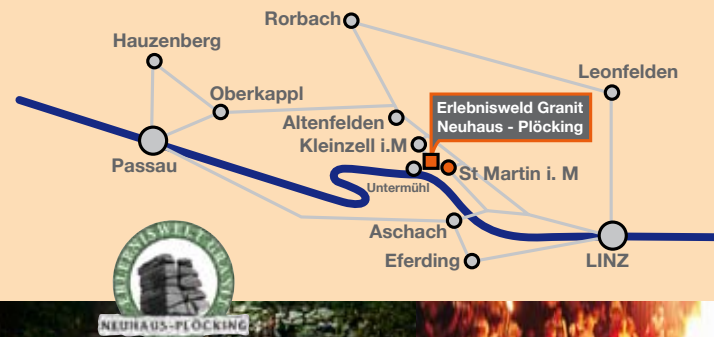 Rorbach
Hauzenberg
Leonfelden
Oberkappl
Erlebnisweld Granit
Neuhaus - Plöcking
Altenfelden
Kleinzell i.M
Passau
St Martin i. M
Untermühl
Aschach
Eferding
LINZ
ERLEBNISWELT GRANIT
NEUHAUS-PLÖCKING